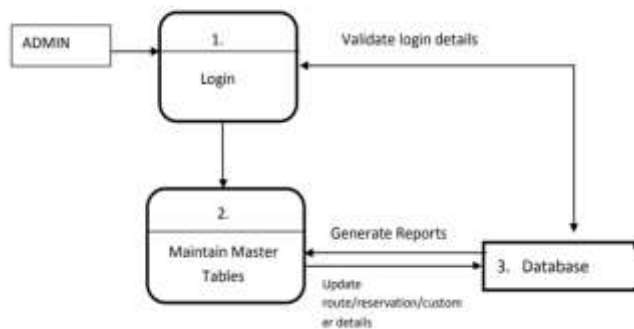 ADMIN
1.
Login
Validate login details
2.
Maintain Master
Tables
Generate Reports
3. Database
Update
route/reservation/custom
er details